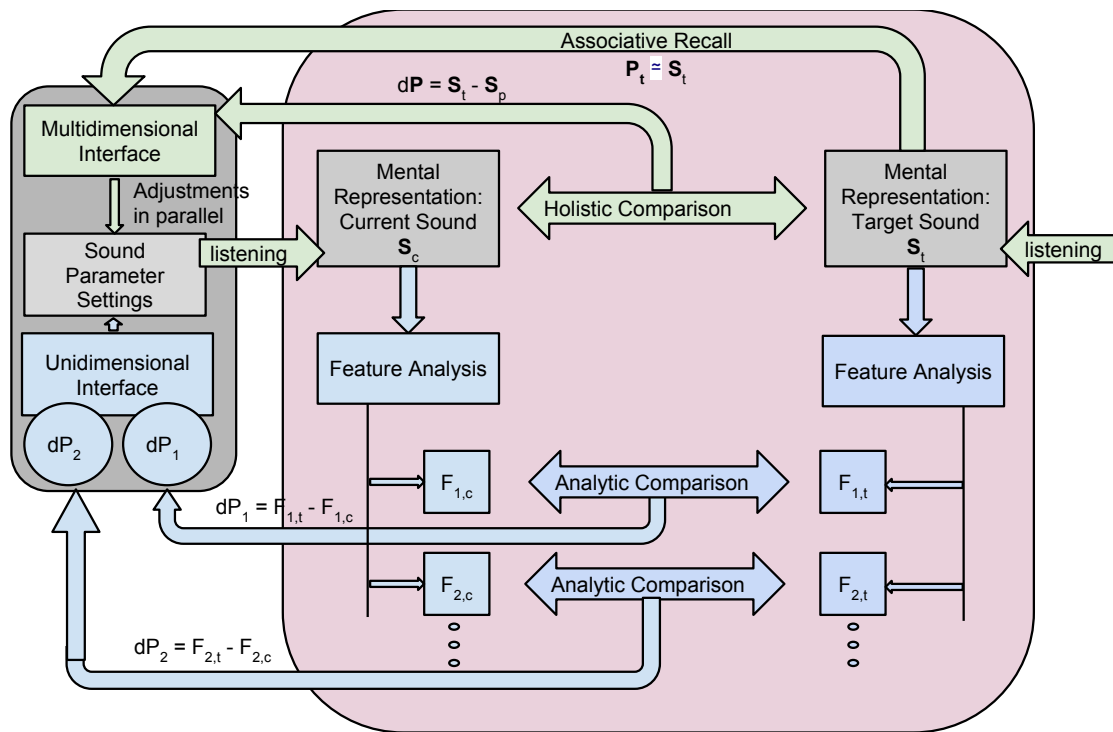 Associative Recall
P_t ≃ S_t
dP = S_t - S_p
Multidimensional
Interface
Adjustments
in parallel
Sound
Parameter
Settings
Unidimensional
Interface
dP_2
dP_1
listening
Mental
Representation:
Current Sound
S_c
Holistic Comparison
Mental
Representation:
Target Sound
S_t
listening
Feature Analysis
Feature Analysis
F_1,c
Analytic Comparison
F_1,t
dP_1 = F_1,t - F_1,c
F_2,c
Analytic Comparison
F_2,t
dP_2 = F_2,t - F_2,c